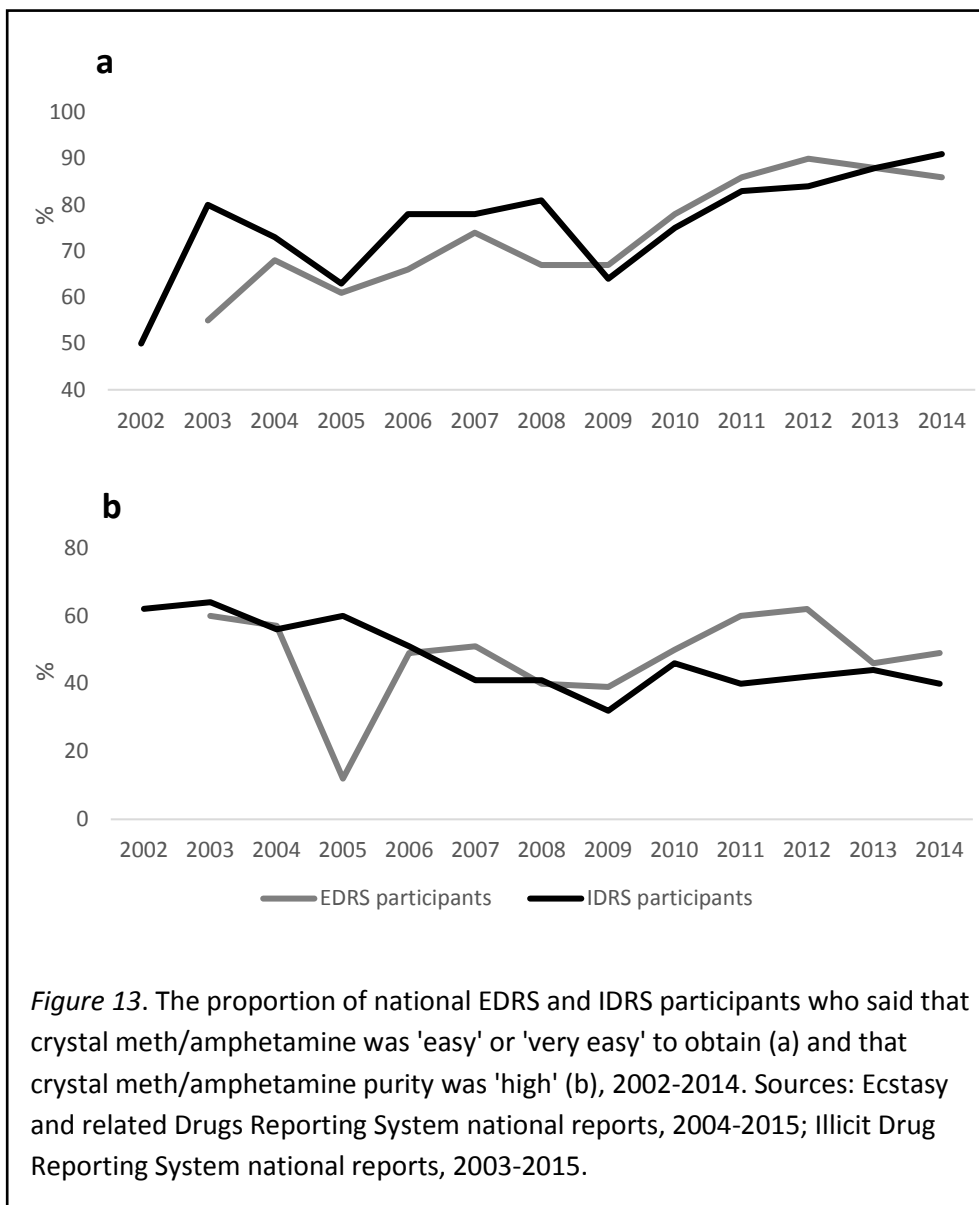 a
100
90
80
70
60
50
40
%
2002 2003 2004 2005 2006 2007 2008 2009 2010 2011 2012 2013 2014
b
80
60
40
20
0
%
2002 2003 2004 2005 2006 2007 2008 2009 2010 2011 2012 2013 2014
EDRS participants IDRS participants
Figure 13. The proportion of national EDRS and IDRS participants who said that
crystal meth/amphetamine was 'easy' or 'very easy' to obtain (a) and that
crystal meth/amphetamine purity was 'high' (b), 2002-2014. Sources: Ecstasy
and related Drugs Reporting System national reports, 2004-2015; Illicit Drug
Reporting System national reports, 2003-2015.